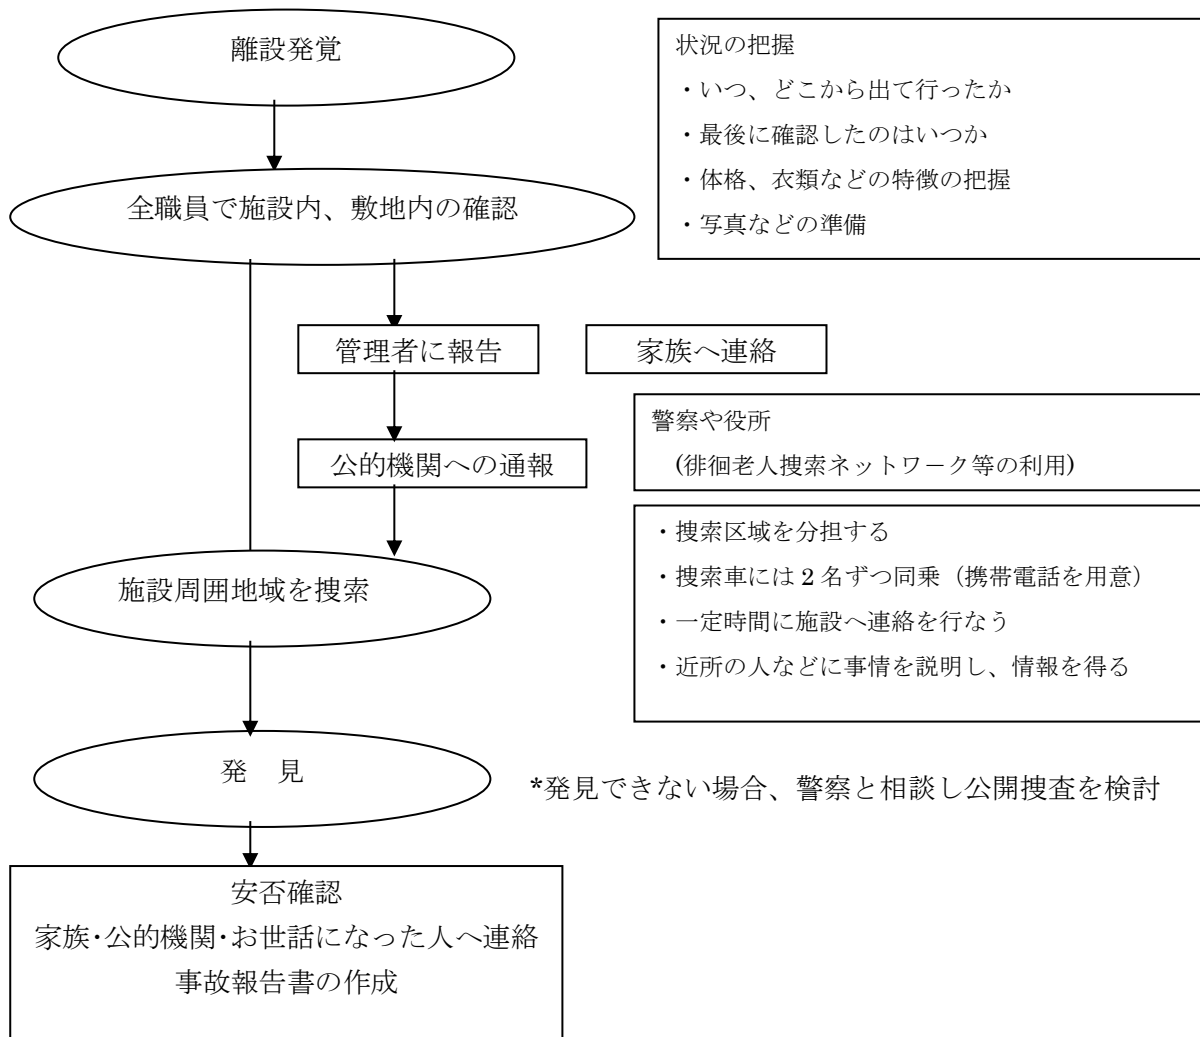 離設発覚
状況の把握
・いつ、どこから出て行ったか
・最後に確認したのはいつか
・体格、衣類などの特徴の把握
・写真などの準備
全職員で施設内、敷地内の確認
管理者に報告
家族へ連絡
公的機関への通報
警察や役所
(徘徊老人捜索ネットワーク等の利用)
・捜索区域を分担する
・捜索車には 2 名ずつ同乗（携帯電話を用意）
・一定時間に施設へ連絡を行なう
・近所の人などに事情を説明し、情報を得る
施設周囲地域を捜索
発　見
*発見できない場合、警察と相談し公開捜査を検討
安否確認
家族･公的機関･お世話になった人へ連絡
事故報告書の作成